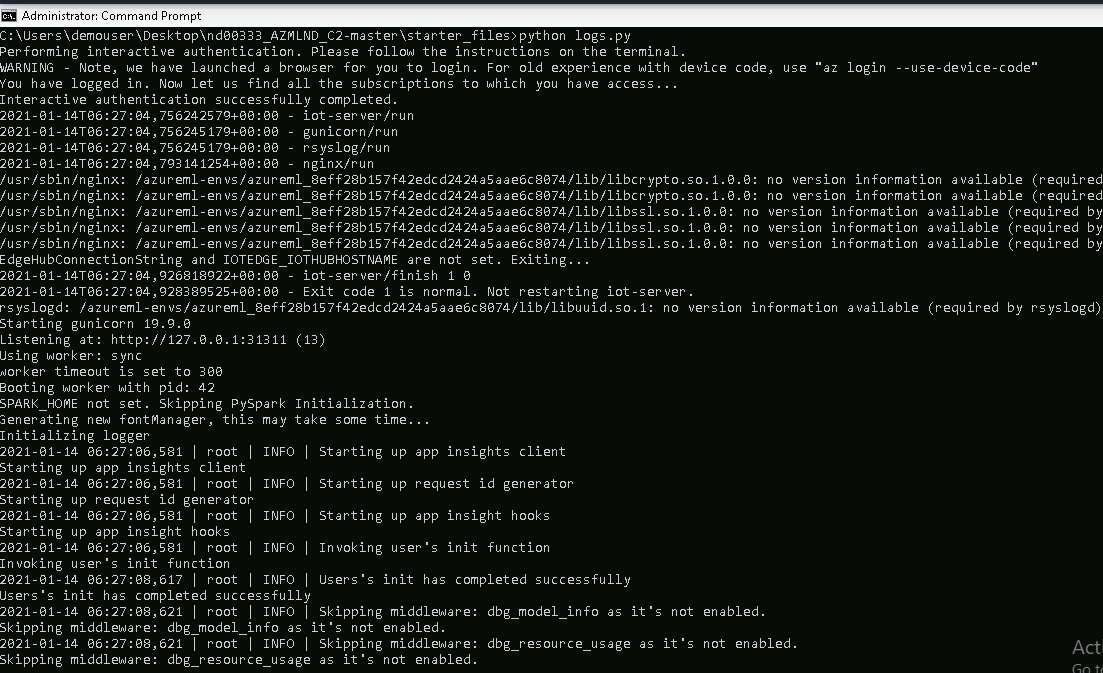 Administrator: Command Prompt
C:\Users\demouser\Desktop\nd00333_AZMLND_C2-master\starter_files>python logs.py
Performing interactive authentication. Please follow the instructions on the terminal.
WARNING - Note, we have launched a browser for you to login. For old experience with device code, use "az login --use-device-code"
You have logged in. Now let us find all the subscriptions to which you have access...
Interactive authentication successfully completed.
2021-01-14T06:27:04,756242579+00:00 - iot-server/run
2021-01-14T06:27:04,756245179+00:00 - gunicorn/run
2021-01-14T06:27:04,756245179+00:00 - rsyslog/run
2021-01-14T06:27:04,793141254+00:00 - nginx/run
/usr/sbin/nginx: /azureml-envs/azureml_8eff28b157f42edcd2424a5aae6c8074/lib/libcrypto.so.1.0.0: no version information available (required
/usr/sbin/nginx: /azureml-envs/azureml_8eff28b157f42edcd2424a5aae6c8074/lib/libcrypto.so.1.0.0: no version information available (required
/usr/sbin/nginx: /azureml-envs/azureml_8eff28b157f42edcd2424a5aae6c8074/lib/libssl.so.1.0.0: no version information available (required by
/usr/sbin/nginx: /azureml-envs/azureml_8eff28b157f42edcd2424a5aae6c8074/lib/libssl.so.1.0.0: no version information available (required by
/usr/sbin/nginx: /azureml-envs/azureml_8eff28b157f42edcd2424a5aae6c8074/lib/libssl.so.1.0.0: no version information available (required by
EdgeHubConnectionString and IOTEDGE_IOTHUBHOSTNAME are not set. Exiting...
2021-01-14T06:27:04,926818922+00:00 - iot-server/finish 1 0
2021-01-14T06:27:04,928389525+00:00 - Exit code 1 is normal. Not restarting iot-server.
rsyslogd: /azureml-envs/azureml_8eff28b157f42edcd2424a5aae6c8074/lib/libuuid.so.1: no version information available (required by rsyslogd)
Starting gunicorn 19.9.0
Listening at: http://127.0.0.1:31311 (13)
Using worker: sync
worker timeout is set to 300
Booting worker with pid: 42
SPARK_HOME not set. Skipping PySpark Initialization.
Generating new fontManager, this may take some time...
Initializing logger
2021-01-14 06:27:06,581 | root | INFO | Starting up app insights client
Starting up app insights client
2021-01-14 06:27:06,581 | root | INFO | Starting up request id generator
Starting up request id generator
2021-01-14 06:27:06,581 | root | INFO | Starting up app insight hooks
Starting up app insight hooks
2021-01-14 06:27:06,581 | root | INFO | Invoking user's init function
Invoking user's init function
2021-01-14 06:27:08,617 | root | INFO | Users's init has completed successfully
Users's init has completed successfully
2021-01-14 06:27:08,621 | root | INFO | Skipping middleware: dbg_model_info as it's not enabled.
Skipping middleware: dbg_model_info as it's not enabled.
2021-01-14 06:27:08,621 | root | INFO | Skipping middleware: dbg_resource_usage as it's not enabled.
Skipping middleware: dbg_resource_usage as it's not enabled.